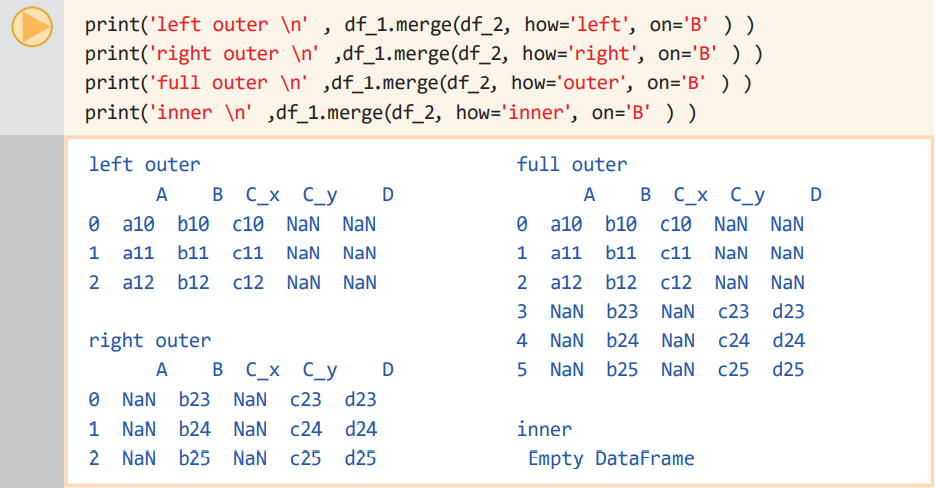 print('left outer \n' , df_1.merge(df_2, how='left', on='B' ) )
print('right outer \n' ,df_1.merge(df_2, how='right', on='B' ) )
print('full outer \n' ,df_1.merge(df_2, how='outer', on='B' ) )
print('inner \n' ,df_1.merge(df_2, how='inner', on='B' ) )
left outer
A B C_x C_y D
0 a10 b10 c10 NaN NaN
1 a11 b11 c11 NaN NaN
2 a12 b12 c12 NaN NaN
right outer
A B C_x C_y D
0 NaN b23 NaN c23 d23
1 NaN b24 NaN c24 d24
2 NaN b25 NaN c25 d25
full outer
A B C_x C_y D
0 a10 b10 c10 NaN NaN
1 a11 b11 c11 NaN NaN
2 a12 b12 c12 NaN NaN
3 NaN b23 NaN c23 d23
4 NaN b24 NaN c24 d24
5 NaN b25 NaN c25 d25
inner
Empty DataFrame